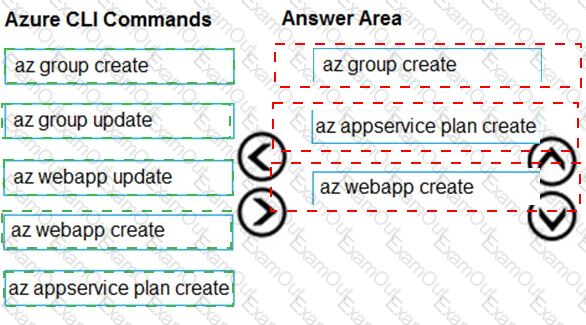 Azure CLI Commands
az group create
az group update
az webapp update
az webapp create
az appservice plan create
Answer Area
az group create
az appservice plan create
az webapp create